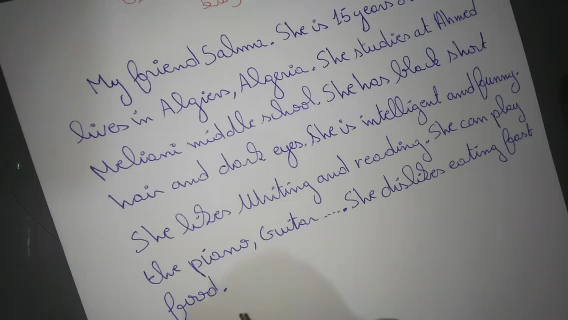 My friend Salma. She is 15 years
lives in Algiers, Algeria. She studies at Ahmed
Meliani middle school. She has black short
hair and dark eyes. She is intelligent and funny.
She likes Writing and reading. She can play
the piano, Guitar ..... She dislikes eating fast
food.